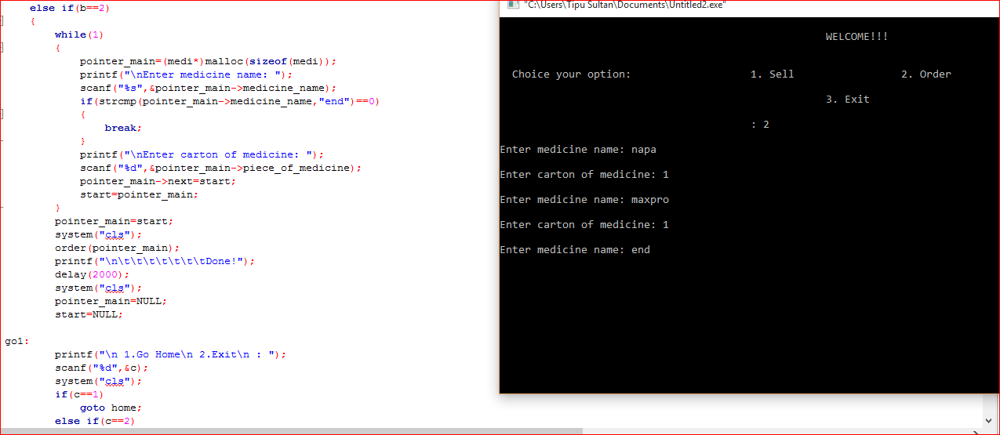 else if(b==2)
{
while(1)
{
pointer_main=(medi*)malloc(sizeof(medi));
printf("\nEnter medicine name: ");
scanf("%s",&pointer_main->medicine_name);
if(strcmp(pointer_main->medicine_name,"end")==0)
{
break;
}
printf("\nEnter carton of medicine: ");
scanf("%d",&pointer_main->piece_of_medicine);
pointer_main->next=start;
start=pointer_main;
}
pointer_main=start;
system("cls");
order(pointer_main);
printf("\n\t\t\t\t\t\t\tDone!");
delay(2000);
system("cls");
pointer_main=NULL;
start=NULL;
go1:
printf("\n 1.Go Home\n 2.Exit\n : ");
scanf("%d",&c);
system("cls");
if(c==1)
goto home;
else if(c==2)
"C:\Users\Tipu Sultan\Documents\Untitled2.exe"
WELCOME!!!
Choice your option: 1. Sell 2. Order
3. Exit
: 2
Enter medicine name: napa
Enter carton of medicine: 1
Enter medicine name: maxpro
Enter carton of medicine: 1
Enter medicine name: end